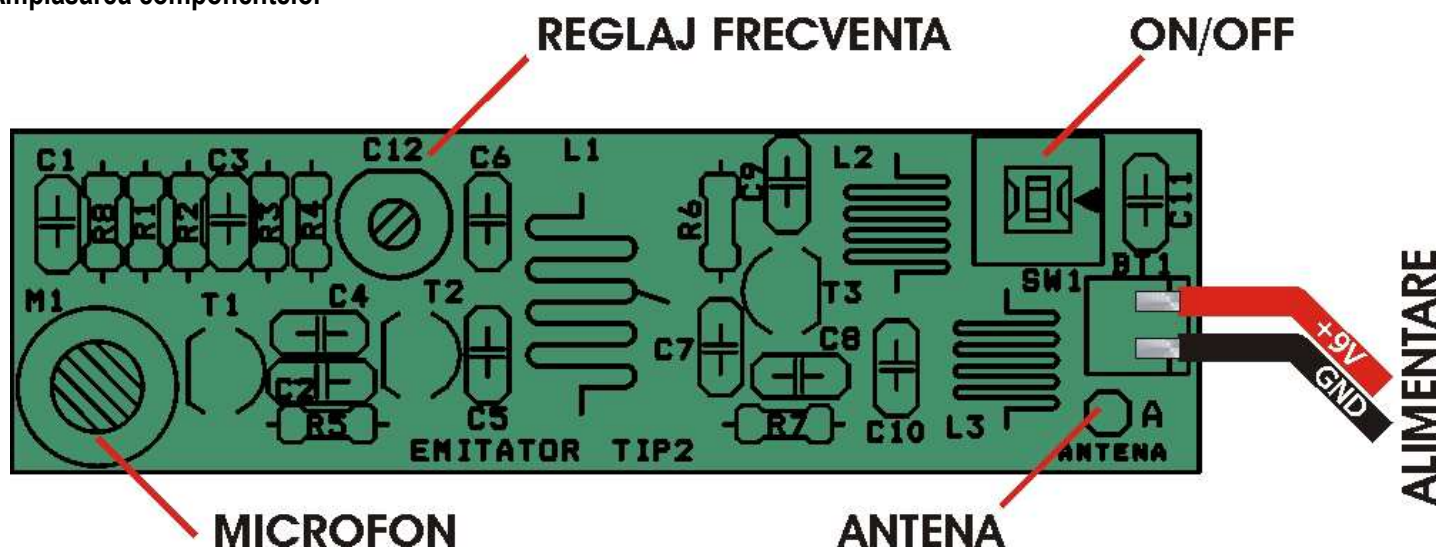 Amplasarea componentelor
REGLAJ FRECVENTA
ON/OFF
C1
C3
C12
C6
L1
C9
L2
R8
R1
R2
R3
R4
R6
C11
M1
T1
C4
T2
T3
SW1
BT1
C7
C8
+9V
GND
ALIMENTARE
C2
R5
C5
R7
C10
L3
A
EMITATOR TIP2
ANTENA
MICROFON
ANTENA